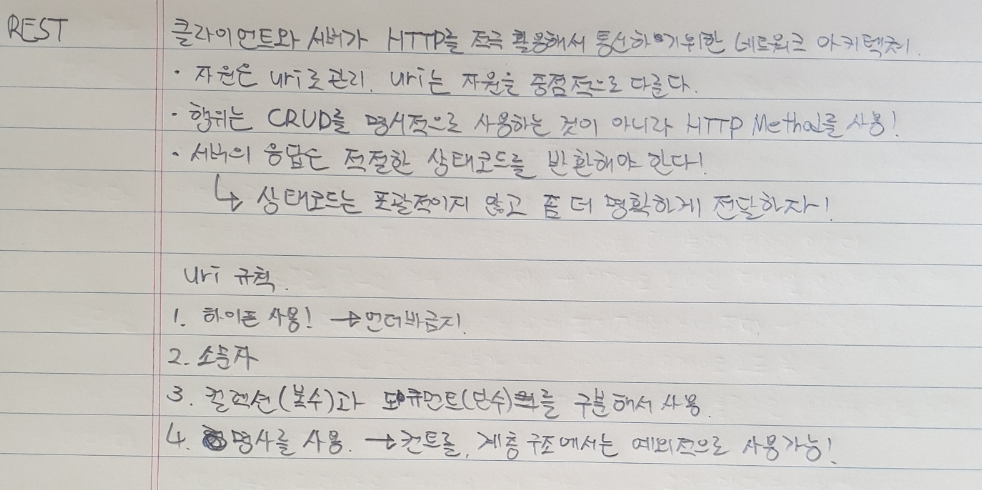 REST
클라이언트와 서버가 HTTP를 적극 활용해서 통신하기위한 네트워크 아키텍처.
· 자원은 uri로 관리. uri는 자원을 중점적으로 다룬다.
· 행위는 CRUD를 명시적으로 사용하는 것이 아니라 HTTP Method를 사용!
· 서버의 응답은 적절한 상태코드를 반환해야 한다!
↳ 상태코드는 포괄적이지 않고 좀 더 명확하게 전달하자!
uri 규칙.
1. 하이픈 사용! → 언더바금지.
2. 소문자
3. 컬렉션(복수)과 도큐먼트(단수)를 구분해서 사용.
4. 명사를 사용. → 컨트롤, 계층구조에서는 예외적으로 사용가능!